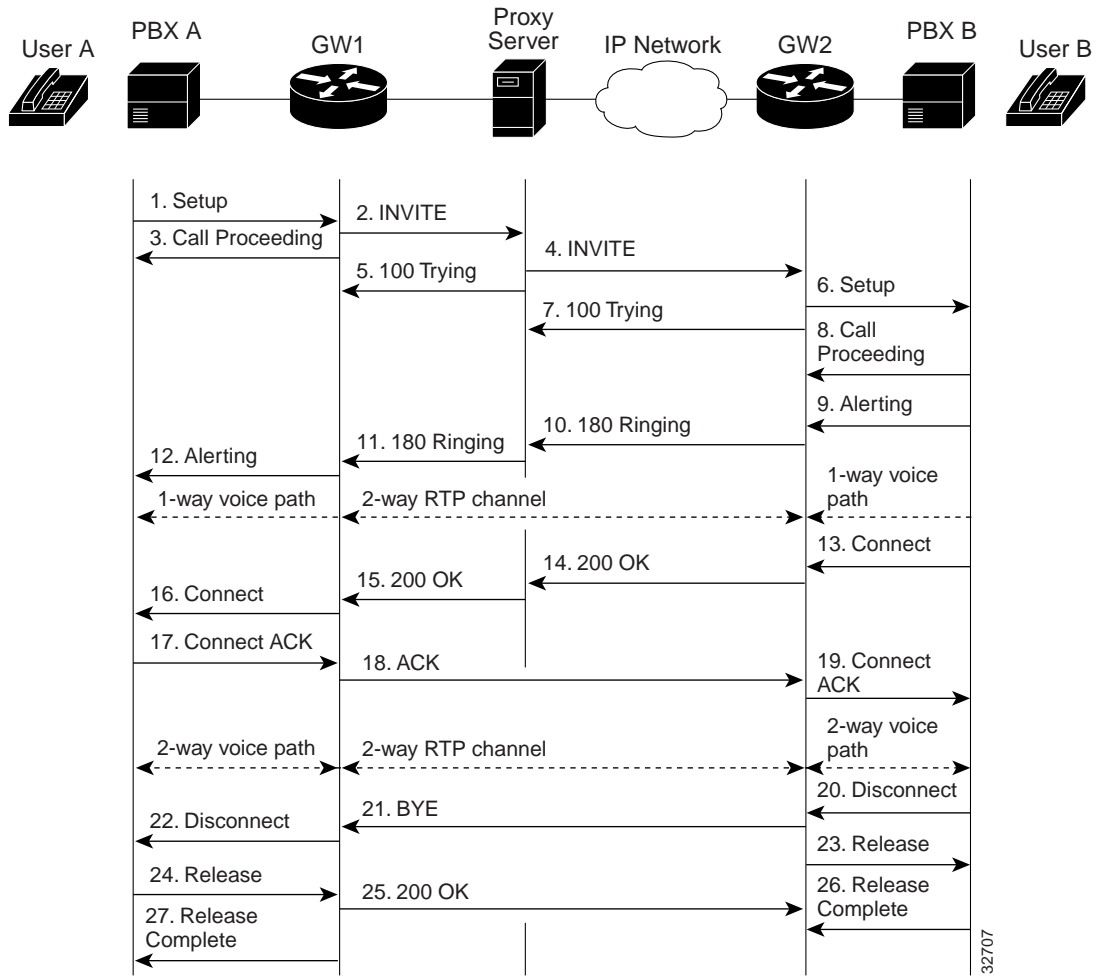 User A
PBX A
GW1
Proxy
Server
IP Network
GW2
PBX B
User B
1. Setup
2. INVITE
3. Call Proceeding
4. INVITE
5. 100 Trying
6. Setup
7. 100 Trying
8. Call
Proceeding
9. Alerting
10. 180 Ringing
11. 180 Ringing
12. Alerting
1-way voice path
2-way RTP channel
1-way voice
path
13. Connect
14. 200 OK
15. 200 OK
16. Connect
17. Connect ACK
18. ACK
19. Connect
ACK
2-way voice path
2-way RTP channel
2-way voice
path
20. Disconnect
21. BYE
22. Disconnect
23. Release
24. Release
25. 200 OK
26. Release
Complete
27. Release
Complete
32707